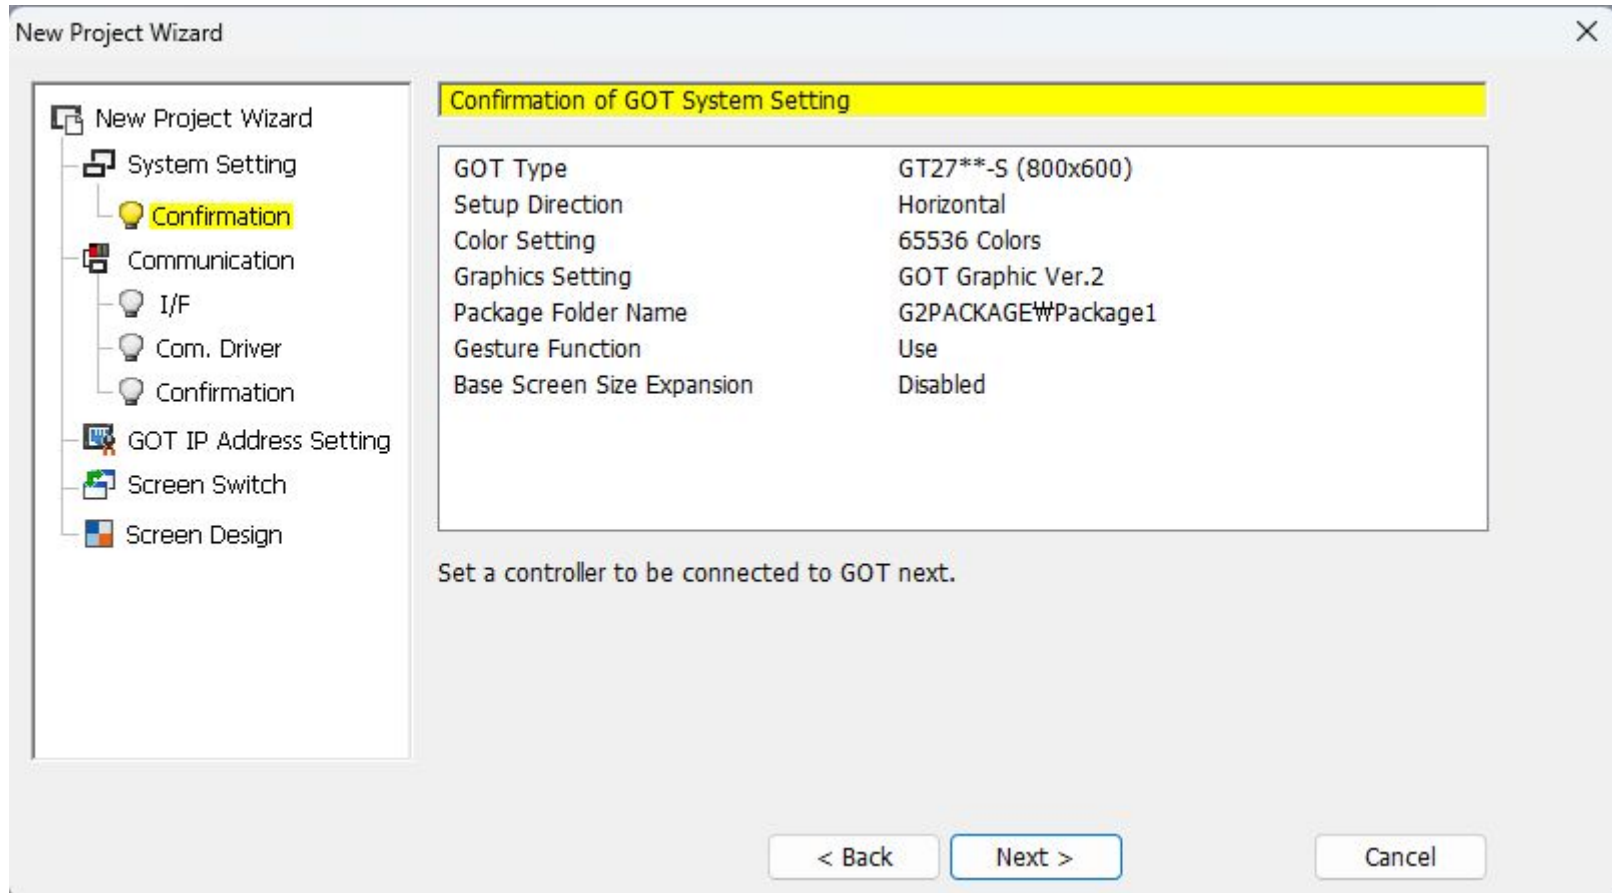 New Project Wizard
New Project Wizard
System Setting
Confirmation
Communication
I/F
Com. Driver
Confirmation
GOT IP Address Setting
Screen Switch
Screen Design
Confirmation of GOT System Setting
GOT Type GT27**-S (800x600)
Setup Direction Horizontal
Color Setting 65536 Colors
Graphics Setting GOT Graphic Ver.2
Package Folder Name G2PACKAGE₩Package1
Gesture Function Use
Base Screen Size Expansion Disabled
Set a controller to be connected to GOT next.
< Back Next > Cancel